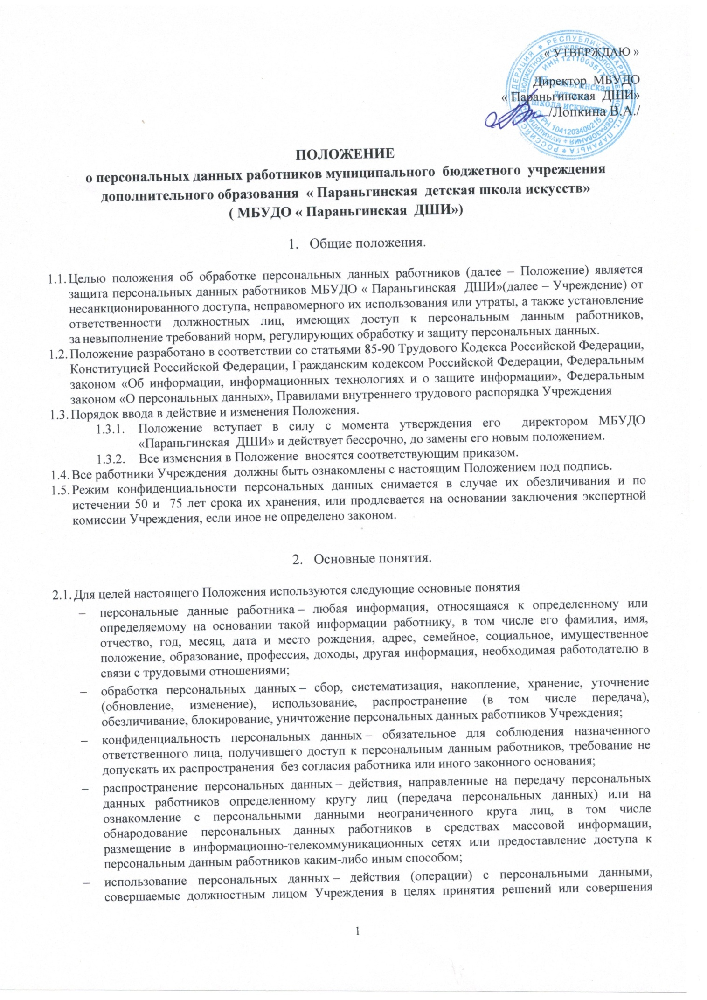 « УТВЕРЖДАЮ »
Директор  МБУДО
« Параньгинская  ДШИ»
/Лопкина В.А./
ИНН 1211003517
«Параньгинская
детская
школа искусств»
ОГРН 1041203400215
ПОЛОЖЕНИЕ
о персональных данных работников муниципального  бюджетного  учреждения
дополнительного образования  « Параньгинская  детская школа искусств»
( МБУДО « Параньгинская  ДШИ»)
1.   Общие положения.
1.1. Целью положения об обработке персональных данных работников (далее – Положение) является
защита персональных данных работников МБУДО « Параньгинская  ДШИ»(далее – Учреждение) от
несанкционированного доступа, неправомерного их использования или утраты, а также установление
ответственности должностных лиц, имеющих доступ к персональным данным работников,
за невыполнение требований норм, регулирующих обработку и защиту персональных данных.
1.2. Положение разработано в соответствии со статьями 85-90 Трудового Кодекса Российской Федерации,
Конституцией Российской Федерации, Гражданским кодексом Российской Федерации, Федеральным
законом «Об информации, информационных технологиях и о защите информации», Федеральным
законом «О персональных данных», Правилами внутреннего трудового распорядка Учреждения
1.3. Порядок ввода в действие и изменения Положения.
1.3.1. Положение вступает в силу с момента утверждения его  директором МБУДО
«Параньгинская  ДШИ» и действует бессрочно, до замены его новым положением.
1.3.2. Все изменения в Положение  вносятся соответствующим приказом.
1.4. Все работники Учреждения  должны быть ознакомлены с настоящим Положением под подпись.
1.5. Режим конфиденциальности персональных данных снимается в случае их обезличивания и по
истечении 50 и  75 лет срока их хранения, или продлевается на основании заключения экспертной
комиссии Учреждения, если иное не определено законом.
2.   Основные понятия.
2.1. Для целей настоящего Положения используются следующие основные понятия
– персональные данные работника – любая информация, относящаяся к определенному или
определяемому на основании такой информации работнику, в том числе его фамилия, имя,
отчество, год, месяц, дата и место рождения, адрес, семейное, социальное, имущественное
положение, образование, профессия, доходы, другая информация, необходимая работодателю в
связи с трудовыми отношениями;
– обработка персональных данных – сбор, систематизация, накопление, хранение, уточнение
(обновление, изменение), использование, распространение (в том числе передача),
обезличивание, блокирование, уничтожение персональных данных работников Учреждения;
– конфиденциальность персональных данных – обязательное для соблюдения назначенного
ответственного лица, получившего доступ к персональным данным работников, требование не
допускать их распространения  без согласия работника или иного законного основания;
– распространение персональных данных – действия, направленные на передачу персональных
данных работников определенному кругу лиц (передача персональных данных) или на
ознакомление с персональными данными неограниченного круга лиц, в том числе
обнародование персональных данных работников в средствах массовой информации,
размещение в информационно-телекоммуникационных сетях или предоставление доступа к
персональным данным работников каким-либо иным способом;
– использование персональных данных – действия (операции) с персональными данными,
совершаемые должностным лицом Учреждения в целях принятия решений или совершения
1